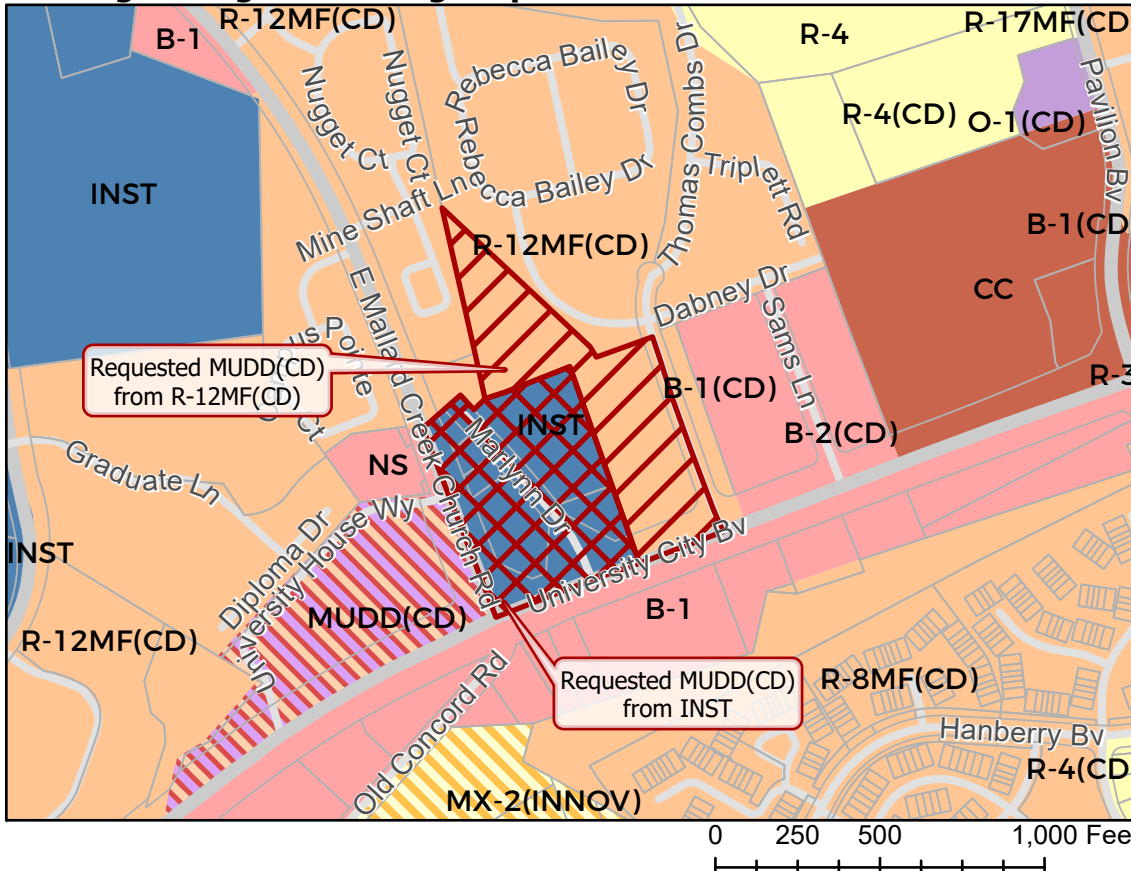 R-12MF(CD)
B-1
R-4
R-17MF(CD
Rebecca Bailey Dr
Thomas Combs Dr
Nugget Ct
Nugget Ct
Pavilion Bv
R-4(CD)
O-1(CD)
INST
Rebecca Bailey Dr
Triplett Rd
Mine Shaft Ln
B-1(CD
R-12MF(CD)
E Mallard Creek Church Rd
Dabney Dr
CC
Sams Ln
Pointe
Ct
Requested MUDD(CD)
from R-12MF(CD)
R-3
B-1(CD)
INST
B-2(CD)
Marlynn Dr
NS
Graduate Ln
University House Wy
Diploma Dr
INST
University City Bv
MUDD(CD)
B-1
R-12MF(CD)
Requested MUDD(CD)
from INST
R-8MF(CD)
Old Concord Rd
Hanberry Bv
R-4(CD
MX-2(INNOV)
0 250 500 1,000 Fee